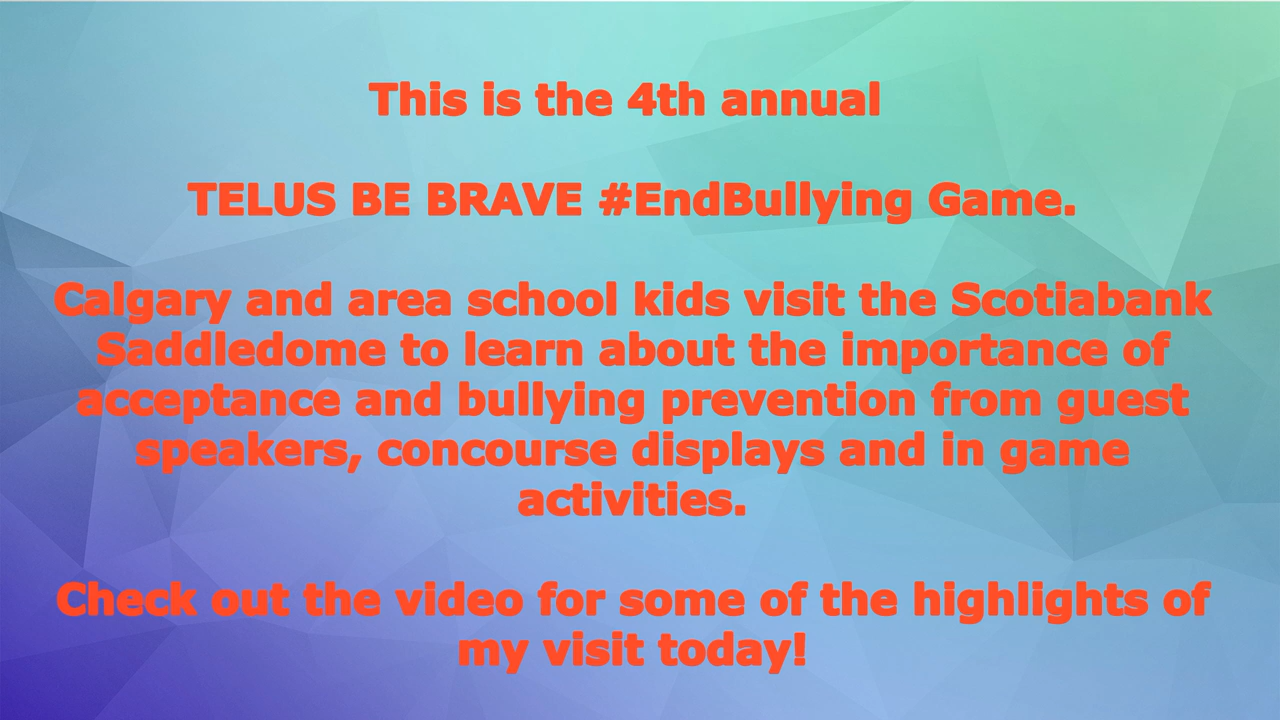 This is the 4th annual
TELUS BE BRAVE #EndBullying Game.
Calgary and area school kids visit the Scotiabank
Saddledome to learn about the importance of
acceptance and bullying prevention from guest
speakers, concourse displays and in game
activities.
Check out the video for some of the highlights of
my visit today!